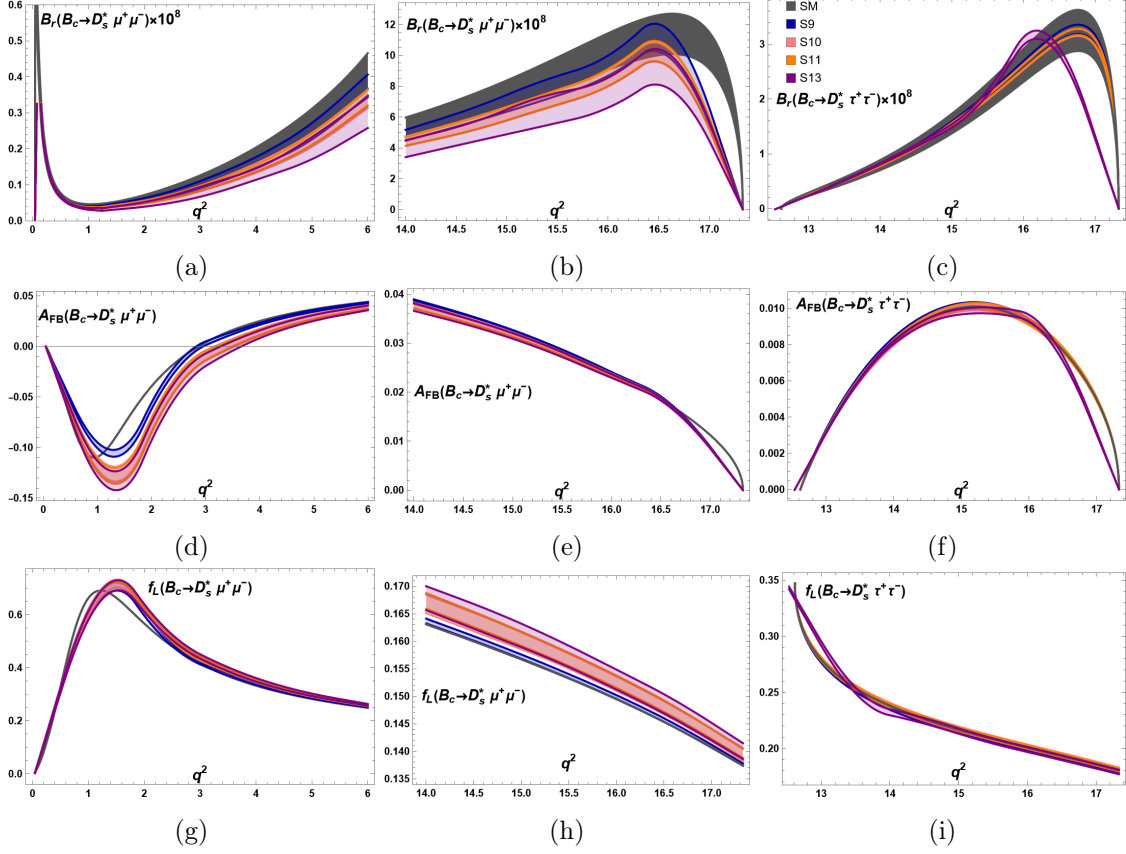 B_r(B_c→D_s^* μ^+μ^-)×10^8
0.6
0.5
0.4
0.3
0.2
0.1
0.0
0 1 2 3 4 5 6
q^2
(a)
B_r(B_c→D_s^* μ^+μ^-)×10^8
14
12
10
8
6
4
2
0
14.0 14.5 15.0 15.5 16.0 16.5 17.0
q^2
(b)
SM
S9
S10
S11
S13
B_r(B_c→D_s^* τ^+τ^-)×10^8
3
2
1
0
13 14 15 16 17
q^2
(c)
A_FB(B_c→D_s^* μ^+μ^-)
0.05
0.00
-0.05
-0.10
-0.15
0 1 2 3 4 5 6
q^2
(d)
A_FB(B_c→D_s^* μ^+μ^-)
0.04
0.03
0.02
0.01
0.00
14.0 14.5 15.0 15.5 16.0 16.5 17.0
q^2
(e)
A_FB(B_c→D_s^* τ^+τ^-)
0.010
0.008
0.006
0.004
0.002
0.000
13 14 15 16 17
q^2
(f)
f_L(B_c→D_s^* μ^+μ^-)
0.6
0.4
0.2
0.0
0 1 2 3 4 5 6
q^2
(g)
f_L(B_c→D_s^* μ^+μ^-)
0.170
0.165
0.160
0.155
0.150
0.145
0.140
0.135
14.0 14.5 15.0 15.5 16.0 16.5 17.0
q^2
(h)
f_L(B_c→D_s^* τ^+τ^-)
0.35
0.30
0.25
0.20
13 14 15 16 17
q^2
(i)